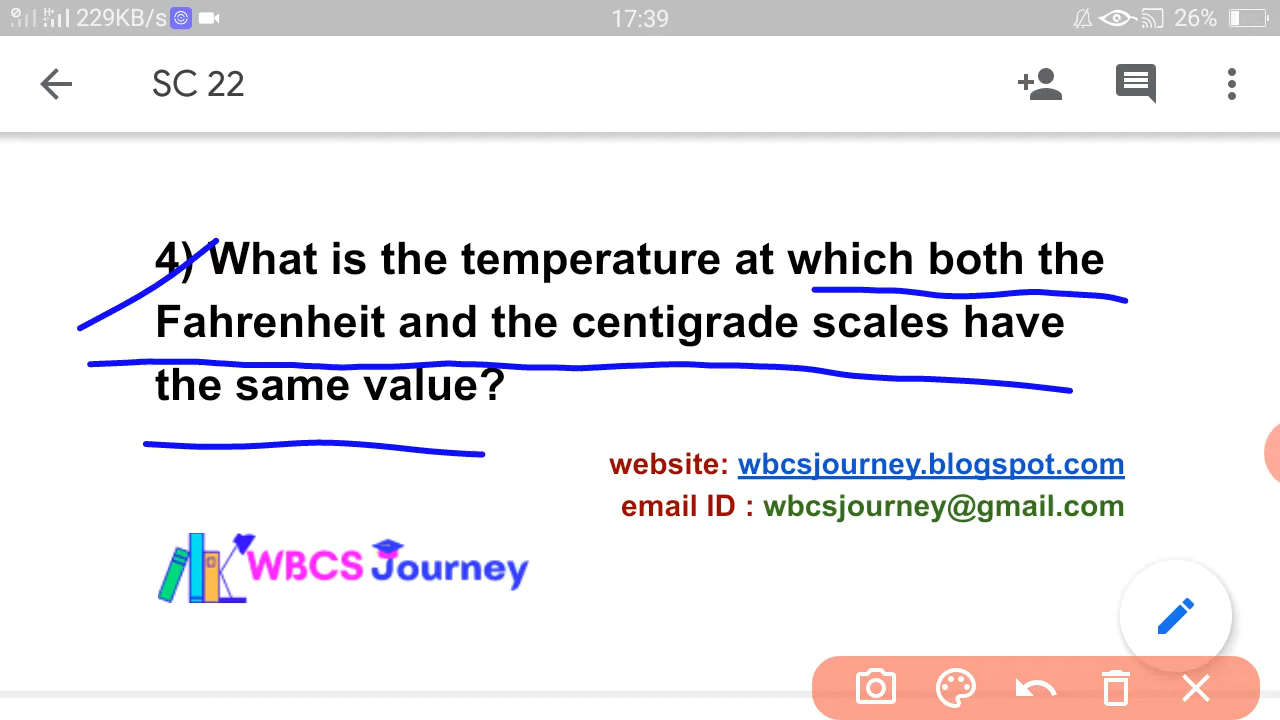 229KB/s 17:39 26%
SC 22
4) What is the temperature at which both the
Fahrenheit and the centigrade scales have
the same value?
website: wbcsjourney.blogspot.com
email ID : wbcsjourney@gmail.com
WBCS Journey